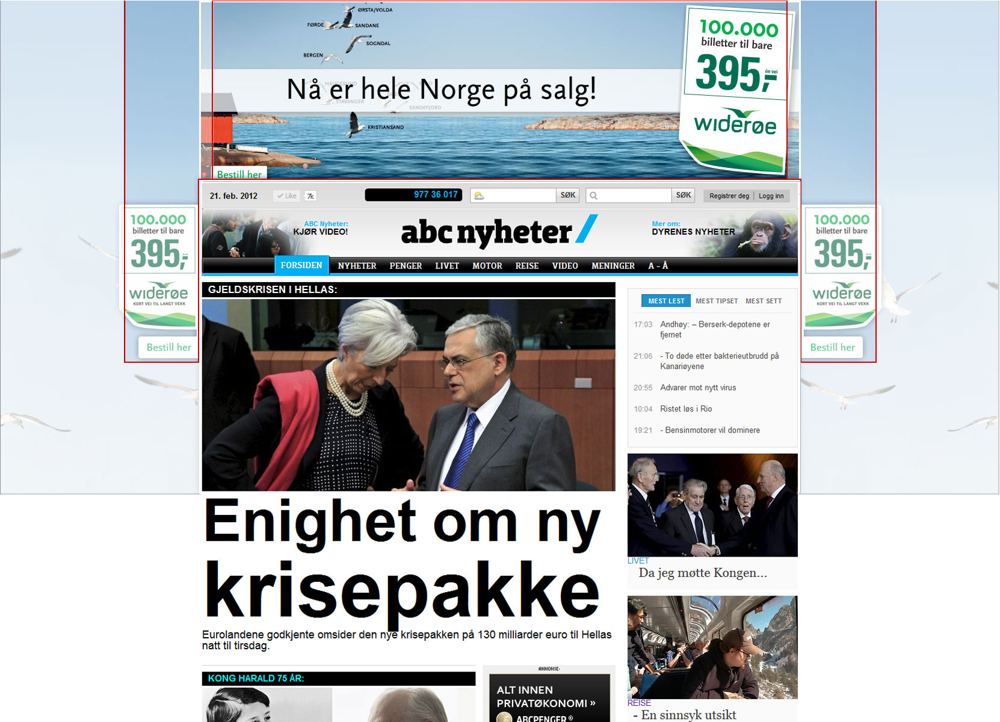 ØRSTA/VOLDA
FØRDE
SANDANE
SOGNDAL
BERGEN
HAUGESUND
STAVANGER
SANDEFJORD
KRISTIANSAND
Nå er hele Norge på salg!
100.000
billetter til bare
395,-
én vei
widerøe
Bestill her
100.000
billetter til bare
395,-
widerøe
KORT VEI TIL LANGT VEKK
Bestill her
100.000
billetter til bare
395,-
widerøe
KORT VEI TIL LANGT VEKK
Bestill her
21. feb. 2012
Like 7k
977 36 017
SØK
SØK
Registrer deg | Logg inn
ABC Nyheter:
KJØR VIDEO!
abc nyheter/
Mer om:
DYRENES NYHETER
FORSIDEN NYHETER PENGER LIVET MOTOR REISE VIDEO MENINGER A – Å
GJELDSKRISEN I HELLAS:
Enighet om ny
krisepakke
Eurolandene godkjente omsider den nye krisepakken på 130 milliarder euro til Hellas
natt til tirsdag.
KONG HARALD 75 ÅR:
ANNONSE:
ALT INNEN
PRIVATØKONOMI »
ABCPENGER®
MEST LEST MEST TIPSET MEST SETT
17:03 Andhøy: – Berserk-depotene er
fjernet
21:06 - To døde etter bakterieutbrudd på
Kanariøyene
20:55 Advarer mot nytt virus
10:04 Ristet løs i Rio
19:21 - Bensinmotorer vil dominere
LIVET
Da jeg møtte Kongen...
REISE
- En sinnsyk utsikt